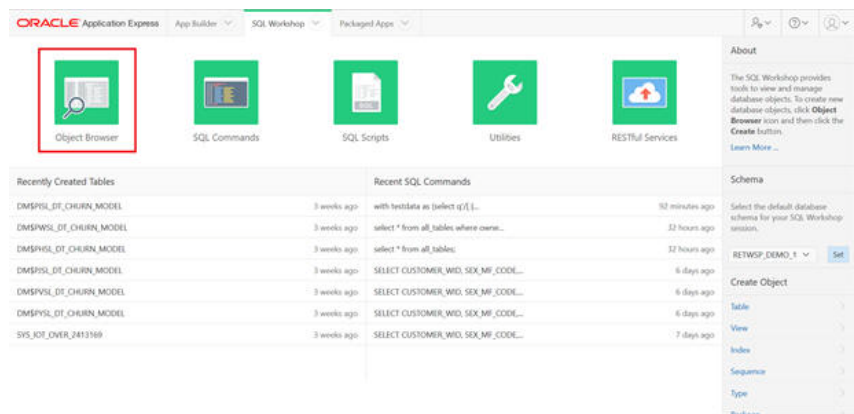 ORACLE Application Express App Builder SQL Workshop Packaged Apps
Object Browser
SQL Commands
SQL Scripts
Utilities
RESTful Services
Recently Created Tables
DM$PISL_DT_CHURN_MODEL 3 weeks ago
DM$PWSL_DT_CHURN_MODEL 3 weeks ago
DM$PHSL_DT_CHURN_MODEL 3 weeks ago
DM$PJSL_DT_CHURN_MODEL 3 weeks ago
DM$PVSL_DT_CHURN_MODEL 3 weeks ago
DM$PYSL_DT_CHURN_MODEL 3 weeks ago
SYS_IOT_OVER_2413169 3 weeks ago
Recent SQL Commands
with testdata as (select 92 minutes ago
select * from all_tables where owne... 32 hours ago
select * from all_tables; 32 hours ago
SELECT CUSTOMER_WID, SEX_MF_CODE,... 6 days ago
SELECT CUSTOMER_WID, SEX_MF_CODE,... 6 days ago
SELECT CUSTOMER_WID, SEX_MF_CODE,... 6 days ago
SELECT CUSTOMER_WID, SEX_MF_CODE,... 7 days ago
About
The SQL Workshop provides
tools to view and manage
database objects. To create new
database objects, click Object
Browser icon and then click the
Create button.
Learn More ...
Schema
Select the default database
schema for your SQL Workshop
session.
RETWSP_DEMO_1 Set
Create Object
Table
View
Index
Sequence
Type
Package